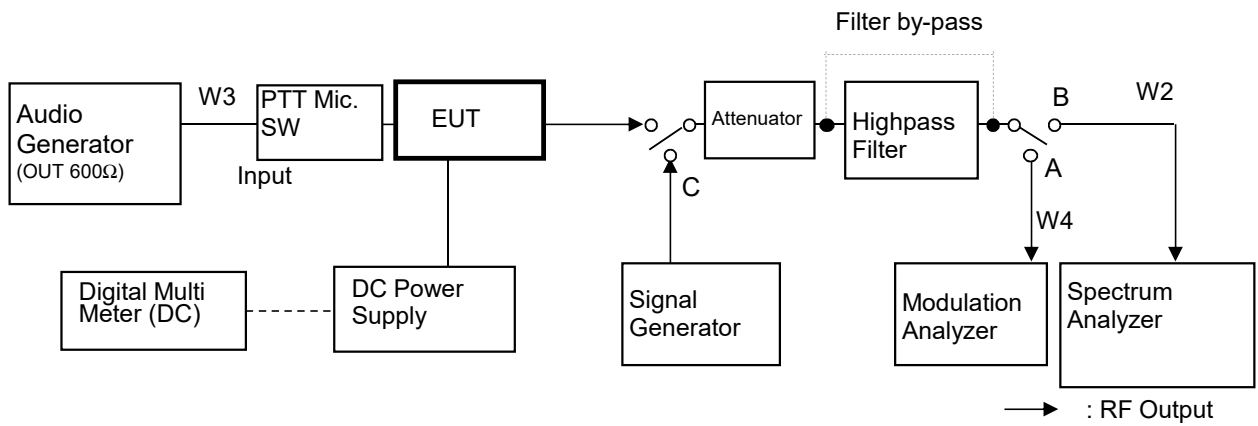 Filter by-pass
Audio
Generator
(OUT 600Ω)
W3
PTT Mic.
SW
Input
EUT
C
Attenuator
Highpass
Filter
B
A
W2
W4
Digital Multi
Meter (DC)
DC Power
Supply
Signal
Generator
Modulation
Analyzer
Spectrum
Analyzer
: RF Output